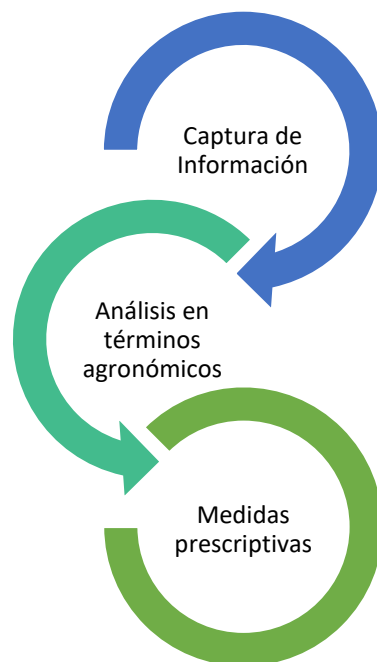 Captura de
Información
Análisis en
términos
agronómicos
Medidas
prescriptivas